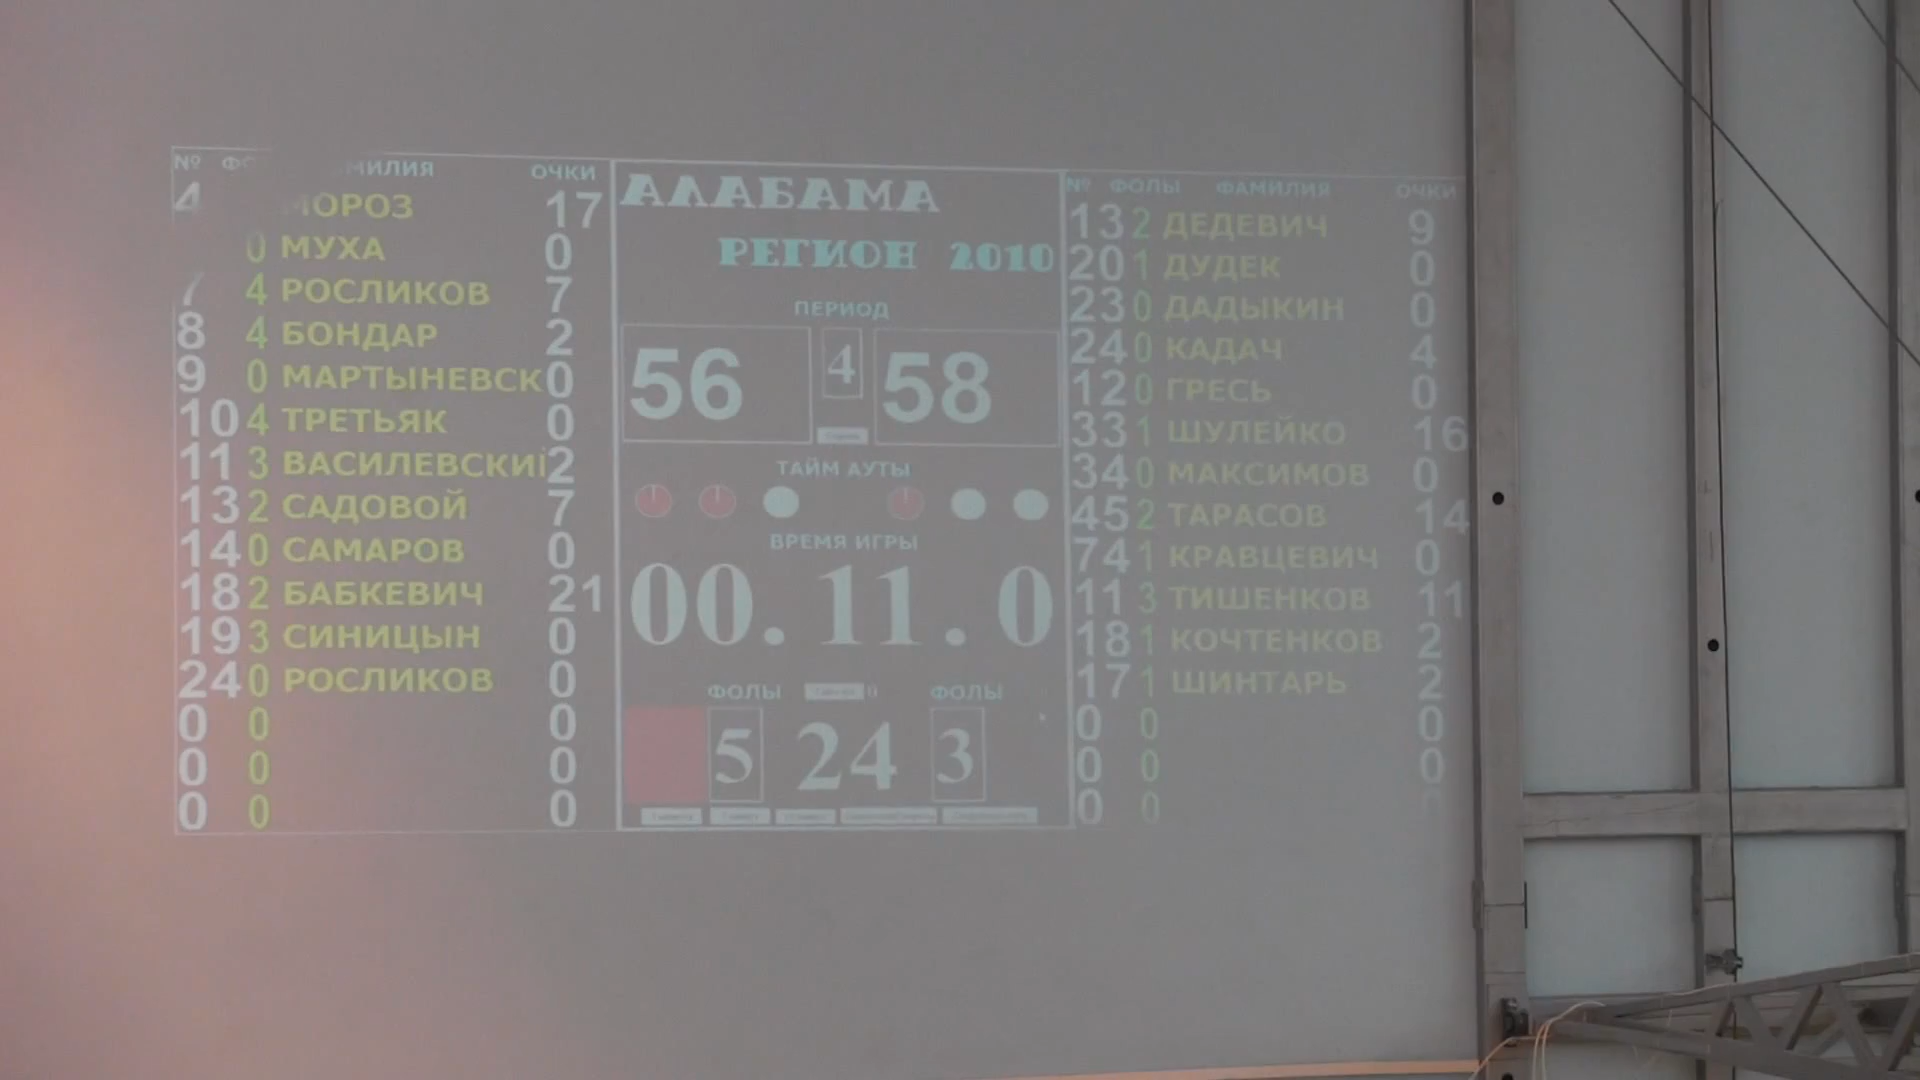 № ОЧКИ
4 МОРОЗ 17
0 МУХА 0
7 4 РОСЛИКОВ 7
8 4 БОНДАР 2
9 0 МАРТЫНЕВСК 0
10 4 ТРЕТЬЯК 0
11 3 ВАСИЛЕВСКИЙ 2
13 2 САДОВОЙ 7
14 0 САМАРОВ 0
18 2 БАБКЕВИЧ 21
19 3 СИНИЦЫН 0
24 0 РОСЛИКОВ 0
0 0 0
0 0 0
0 0 0
АЛАБАМА
РЕГИОН 2010
ПЕРИОД
56 4 58
ТАЙМ АУТЫ
ВРЕМЯ ИГРЫ
00.11.0
ФОЛЫ 0 ФОЛЫ
5 24 3
№ ФОЛЫ ФАМИЛИЯ ОЧКИ
13 2 ДЕДЕВИЧ 9
20 1 ДУДЕК 0
23 0 ДАДЫКИН 0
24 0 КАДАЧ 4
12 0 ГРЕСЬ 0
33 1 ШУЛЕЙКО 16
34 0 МАКСИМОВ 0
45 2 ТАРАСОВ 14
74 1 КРАВЦЕВИЧ 0
11 3 ТИШЕНКОВ 11
18 1 КОЧТЕНКОВ 2
17 1 ШИНТАРЬ 2
0 0 0
0 0 0
0 0 0